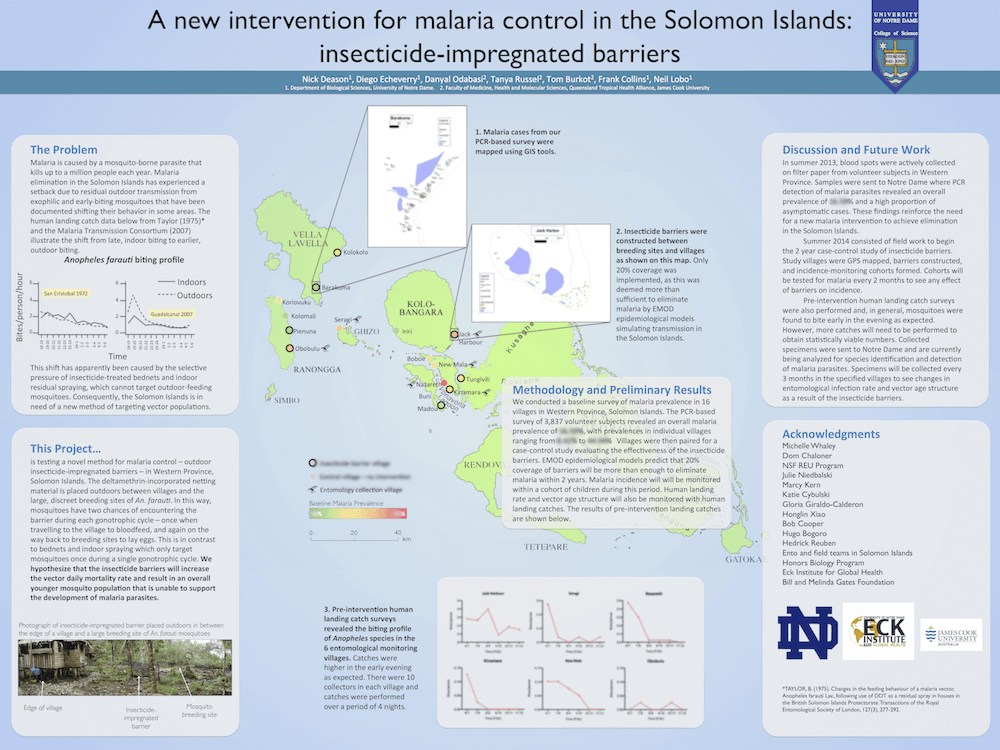 A new intervention for malaria control in the Solomon Islands:
insecticide-impregnated barriers
Nick Deason¹, Diego Echeverry¹, Danyal Odabasi², Tanya Russel², Tom Burkot², Frank Collins¹, Neil Lobo¹
1. Department of Biological Sciences, University of Notre Dame. 2. Faculty of Medicine, Health and Molecular Sciences, Queensland Tropical Health Alliance, James Cook University
UNIVERSITY
OF NOTRE DAME
College of Science
The Problem
Malaria is caused by a mosquito-borne parasite that
kills up to a million people each year. Malaria
elimination in the Solomon Islands has experienced a
setback due to residual outdoor transmission from
exophilic and early-biting mosquitoes that have been
documented shifting their behavior in some areas. The
human landing catch data below from Taylor (1975)*
and the Malaria Transmission Consortium (2007)
illustrate the shift from late, indoor biting to earlier,
outdoor biting.
Anopheles farauti biting profile
Bites/person/hour
San Cristobal 1972
Guadalcanal 2007
Indoors
Outdoors
Time
This shift has apparently been caused by the selective
pressure of insecticide-treated bednets and indoor
residual spraying, which cannot target outdoor-feeding
mosquitoes. Consequently, the Solomon Islands is in
need of a new method of targeting vector populations.
This Project...
is testing a novel method for malaria control – outdoor
insecticide-impregnated barriers – in Western Province,
Solomon Islands. The deltamethrin-incorporated netting
material is placed outdoors between villages and the
large, discreet breeding sites of An. farauti. In this way,
mosquitoes have two chances of encountering the
barrier during each gonotrophic cycle – once when
travelling to the village to bloodfeed, and again on the
way back to breeding sites to lay eggs. This is in contrast
to bednets and indoor spraying which only target
mosquitoes once during a single gonotrophic cycle. We
hypothesize that the insecticide barriers will increase
the vector daily mortality rate and result in an overall
younger mosquito population that is unable to support
the development of malaria parasites.
Photograph of insecticide-impregnated barrier placed outdoors in between
the edge of a village and a large breeding site of An. farauti mosquitoes
Edge of village
Insecticide-
impregnated
barrier
Mosquito
breeding site
Barakoma
1. Malaria cases from our
PCR-based survey were
mapped using GIS tools.
Jack Harbour
2. Insecticide barriers were
constructed between
breeding sites and villages
as shown on this map. Only
20% coverage was
implemented, as this was
deemed more than
sufficient to eliminate
malaria by EMOD
epidemiological models
simulating transmission in
the Solomon Islands.
VELLA
LAVELLA
Kolokolo
Barakoma
Koriovuku
Kolomali
Pienuna
Obobulu
RANONGGA
SIMBO
Saragi
GHIZO
KOLO-
BANGARA
Iriri
Jack
Harbour
Kusaghe
Boboe
New Mala
Tungivili
Nazareth
Buni
Madou
RENDOVA
TETEPARE
GATOKA
Entomology collection village
Baseline Malaria Prevalence
0 20 40
km
Methodology and Preliminary Results
We conducted a baseline survey of malaria prevalence in 16
villages in Western Province, Solomon Islands. The PCR-based
survey of 3,837 volunteer subjects revealed an overall malaria
prevalence of , with prevalences in individual villages
ranging from to Villages were then paired for a
case-control study evaluating the effectiveness of the insecticide
barriers. EMOD epidemiological models predict that 20%
coverage of barriers will be more than enough to eliminate
malaria within 2 years. Malaria incidence will will be monitored
within a cohort of children during this period. Human landing
rate and vector age structure will also be monitored with human
landing catches. The results of pre-intervention landing catches
are shown below.
3. Pre-intervention human
landing catch surveys
revealed the biting profile
of Anopheles species in the
6 entomological monitoring
villages. Catches were
higher in the early evening
as expected. There were 10
collectors in each village and
catches were performed
over a period of 4 nights.
Discussion and Future Work
In summer 2013, blood spots were actively collected
on filter paper from volunteer subjects in Western
Province. Samples were sent to Notre Dame where PCR
detection of malaria parasites revealed an overall
prevalence of and a high proportion of
asymptomatic cases. These findings reinforce the need
for a new malaria intervention to achieve elimination
in the Solomon Islands.
Summer 2014 consisted of field work to begin
the 2 year case-control study of insecticide barriers.
Study villages were GPS mapped, barriers constructed,
and incidence-monitoring cohorts formed. Cohorts will
be tested for malaria every 2 months to see any effect
of barriers on incidence.
Pre-intervention human landing catch surveys
were also performed and, in general, mosquitoes were
found to bite early in the evening as expected.
However, more catches will need to be performed to
obtain statistically viable numbers. Collected
specimens were sent to Notre Dame and are currently
being analyzed for species identification and detection
of malaria parasites. Specimens will be collected every
3 months in the specified villages to see changes in
entomological infection rate and vector age structure
as a result of the insecticide barriers.
Acknowledgments
Michelle Whaley
Dom Chaloner
NSF REU Program
Julie Niedbalski
Marcy Kern
Katie Cybulski
Gloria Giraldo-Calderon
Honglin Xiao
Bob Cooper
Hugo Bogoro
Hedrick Reuben
Ento and field teams in Solomon Islands
Honors Biology Program
Eck Institute for Global Health
Bill and Melinda Gates Foundation
ND
ECK
INSTITUTE
FOR GLOBAL HEALTH
JAMES COOK
UNIVERSITY
AUSTRALIA
*TAYLOR, B. (1975), Changes in the feeding behaviour of a malaria vector,
Anopheles farauti Lav., following use of DDT as a residual spray in houses in
the British Solomon Islands Protectorate. Transactions of the Royal
Entomological Society of London, 127(3), 277-292.